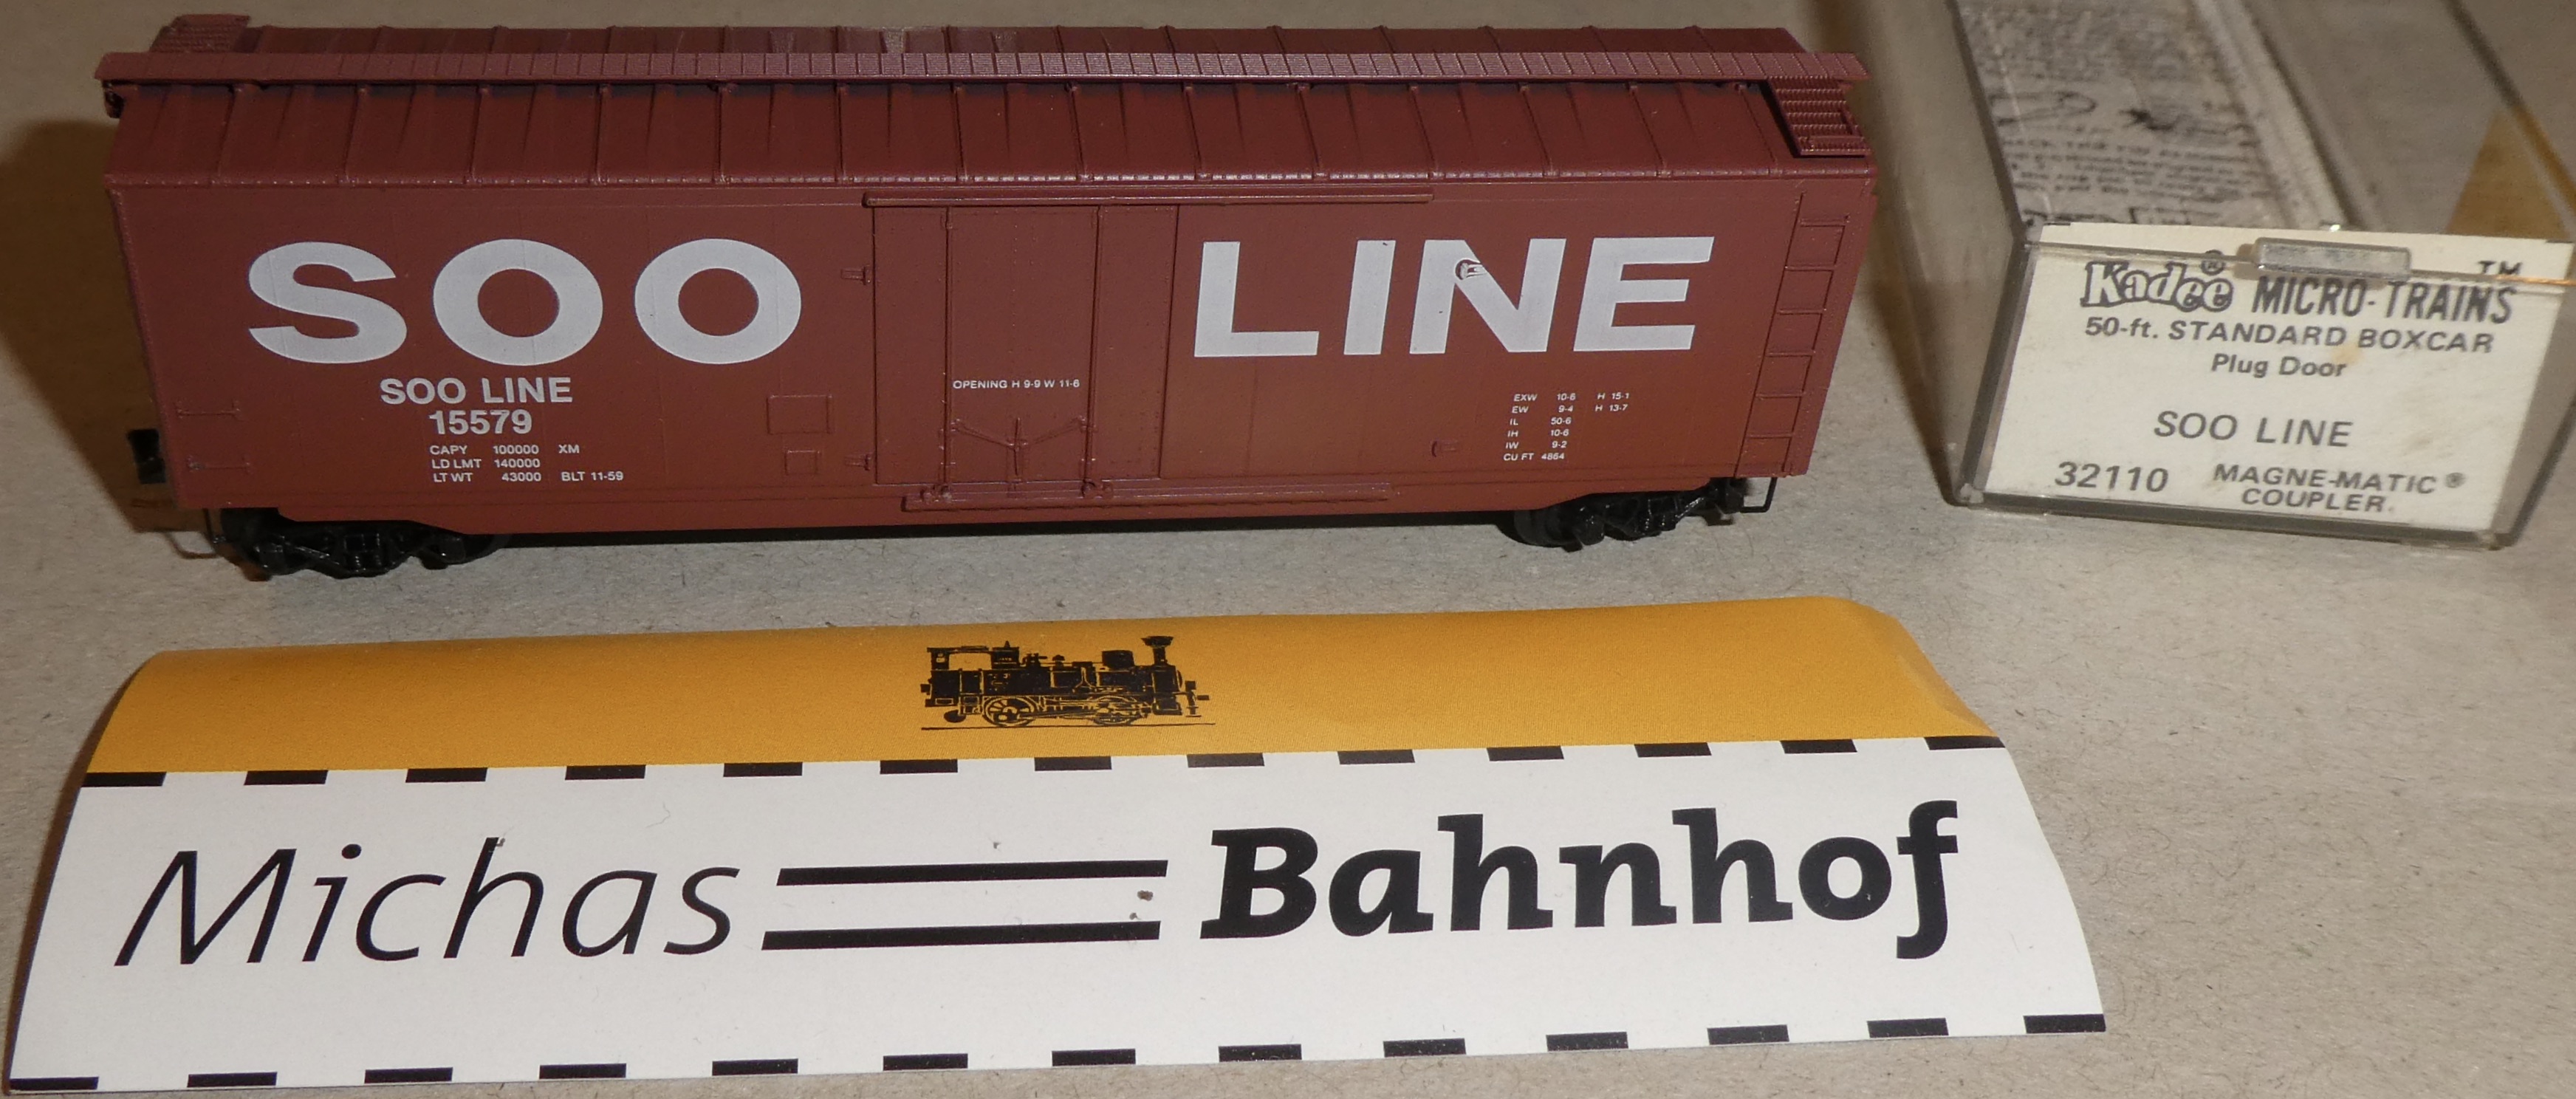 SOO LINE
SOO LINE
15579
CAPY 100000 XM
LD LMT 140000
LT WT 43000 BLT 11-59
OPENING H 9-9 W 11-6
EXW 10-6 H 15-1
EW 9-4 H 13-7
IL 50-6
IH 10-6
IW 9-2
CU FT 4864
Kadee® MICRO-TRAINS™
50-ft. STANDARD BOXCAR
Plug Door
SOO LINE
32110 MAGNE-MATIC®
COUPLER
Michas Bahnhof